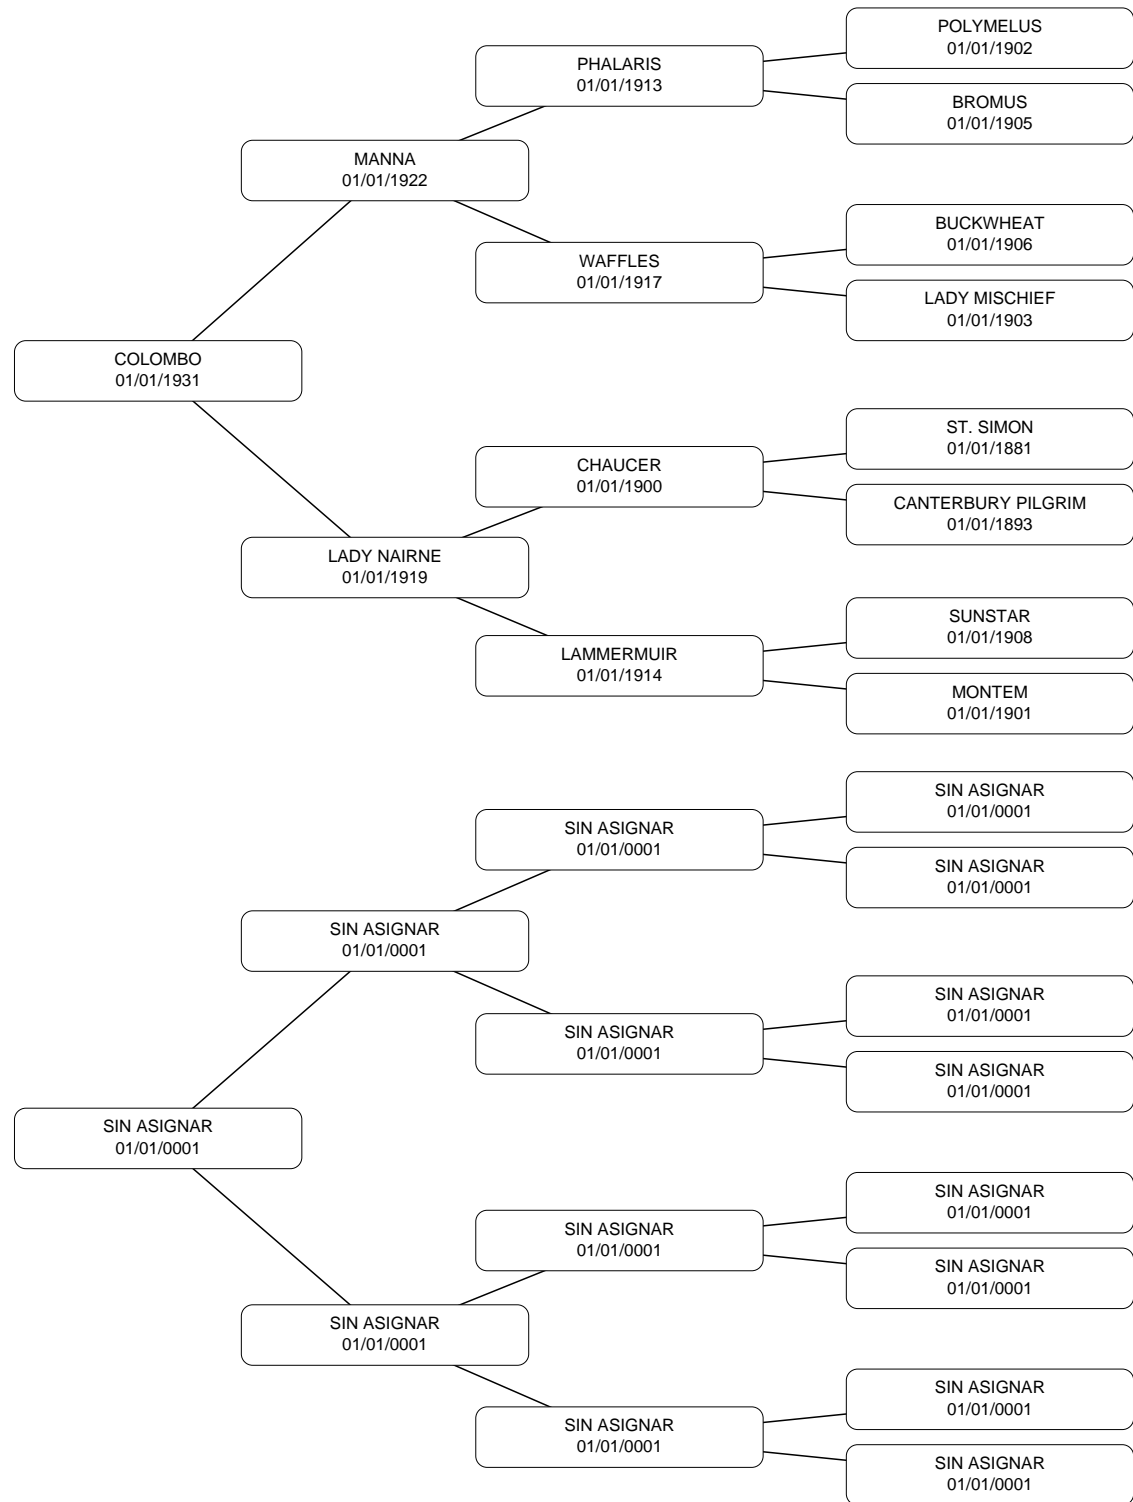 POLYMELUS
01/01/1902
PHALARIS
01/01/1913
BROMUS
01/01/1905
MANNA
01/01/1922
BUCKWHEAT
01/01/1906
WAFFLES
01/01/1917
LADY MISCHIEF
01/01/1903
COLOMBO
01/01/1931
ST. SIMON
01/01/1881
CHAUCER
01/01/1900
CANTERBURY PILGRIM
01/01/1893
LADY NAIRNE
01/01/1919
SUNSTAR
01/01/1908
LAMMERMUIR
01/01/1914
MONTEM
01/01/1901
SIN ASIGNAR
01/01/0001
SIN ASIGNAR
01/01/0001
SIN ASIGNAR
01/01/0001
SIN ASIGNAR
01/01/0001
SIN ASIGNAR
01/01/0001
SIN ASIGNAR
01/01/0001
SIN ASIGNAR
01/01/0001
SIN ASIGNAR
01/01/0001
SIN ASIGNAR
01/01/0001
SIN ASIGNAR
01/01/0001
SIN ASIGNAR
01/01/0001
SIN ASIGNAR
01/01/0001
SIN ASIGNAR
01/01/0001
SIN ASIGNAR
01/01/0001
SIN ASIGNAR
01/01/0001